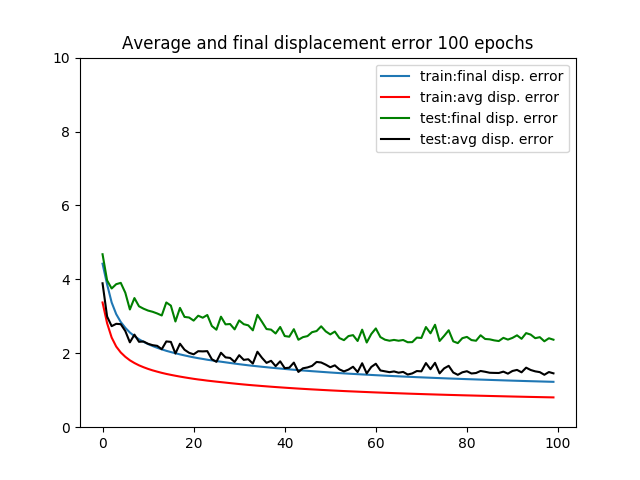 Average and final displacement error 100 epochs
train:final disp. error
train:avg disp. error
test:final disp. error
test:avg disp. error
10
8
6
4
2
0
0 20 40 60 80 100